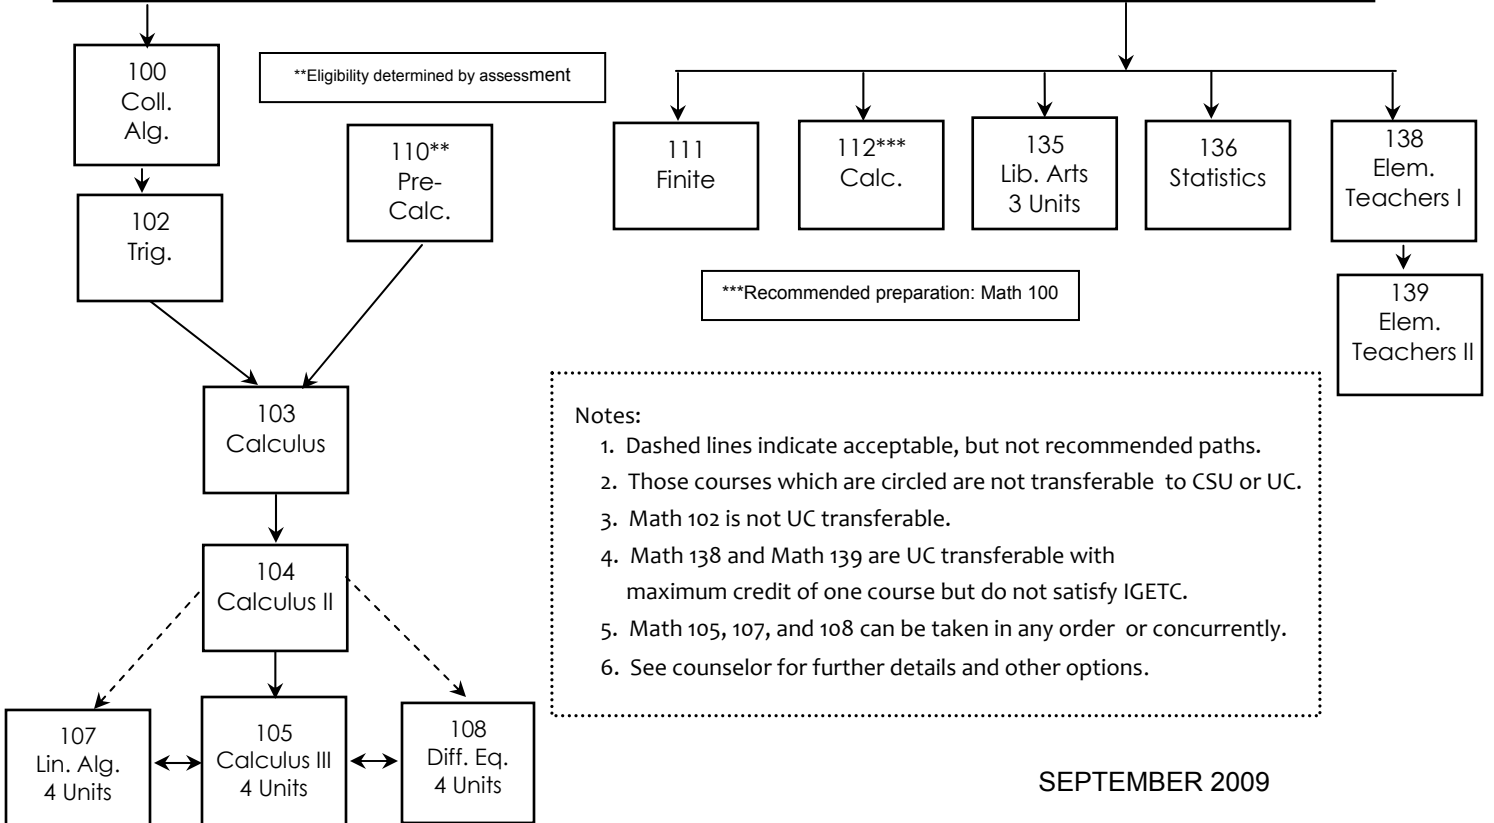 100
Coll.
Alg.
**Eligibility determined by assessment
110**
Pre-
Calc.
111
Finite
112***
Calc.
135
Lib. Arts
3 Units
136
Statistics
138
Elem.
Teachers I
102
Trig.
***Recommended preparation: Math 100
139
Elem.
Teachers II
103
Calculus
Notes:
1. Dashed lines indicate acceptable, but not recommended paths.
2. Those courses which are circled are not transferable to CSU or UC.
3. Math 102 is not UC transferable.
4. Math 138 and Math 139 are UC transferable with
maximum credit of one course but do not satisfy IGETC.
5. Math 105, 107, and 108 can be taken in any order or concurrently.
6. See counselor for further details and other options.
104
Calculus II
107
Lin. Alg.
4 Units
105
Calculus III
4 Units
108
Diff. Eq.
4 Units
SEPTEMBER 2009